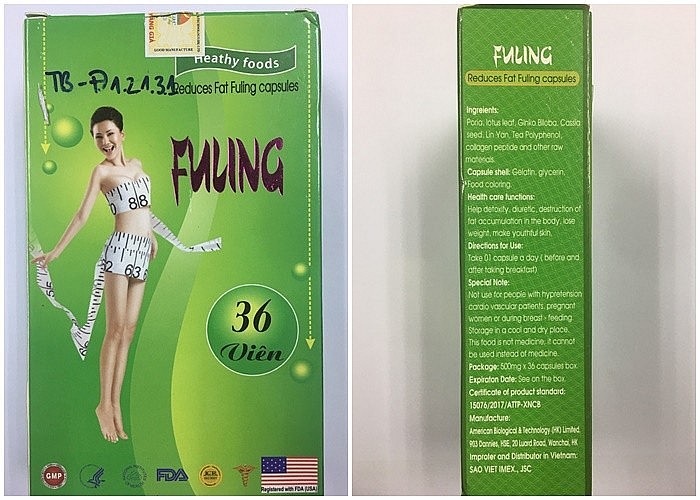 GOOD MANUFACTURE
Heathy foods
TB-A1.21.31
Reduces Fat Fuling capsules
FULING
36
Viên
GMP
FDA
Registered with FDA (USA)
FULING
Reduces Fat Fuling capsules
Ingreients:
Poria, lotus leaf, Ginko Biloba, Cassia
seed, Lin Yan, Tea Polyphenol,
collagen peptide and other raw
materials.
Capsule shell: Gelatin, glycerin,
Food coloring.
Health care functions:
Help detoxify, diuretic, destruction of
fat accumulation in the body, lose
weight, make youthful skin.
Directions for Use:
Take 01 capsule a day ( before and
after taking breakfast)
Special Note:
Not use for people with hypretension
cardio vascular patients, pregnant
women or during breast - feeding.
Storage in a cool and dry place.
This food is not medicine, it cannot
be used instead of medicine.
Package: 500mg x 36 capsules box.
Expiraton Date: See on the box.
Certificate of product standard:
15076/2017/ATTP-XNCB
Manufacture:
American Biological & Technology (HK) Limited.
903 Dannies, HSE, 20 Luard Road, Wanchai, HK
Improter and Distributor in Vietnam:
SAO VIET IMEX., JSC